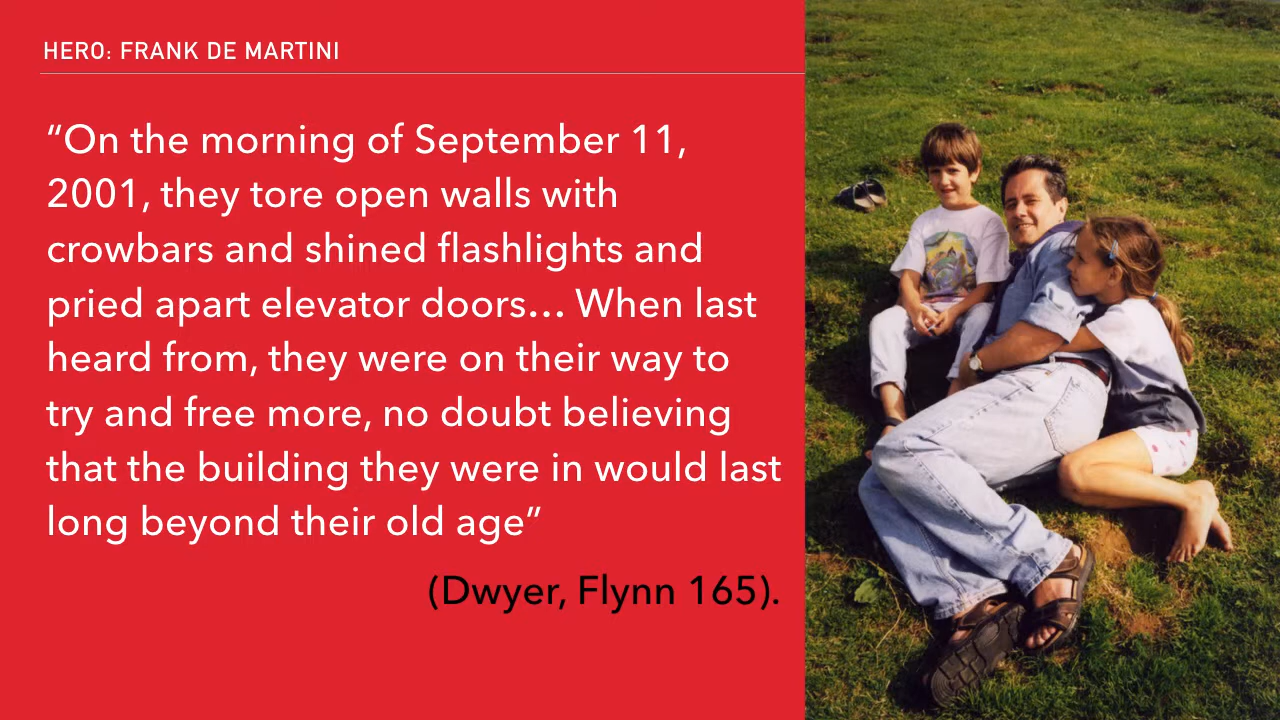 HERO: FRANK DE MARTINI
“On the morning of September 11,
2001, they tore open walls with
crowbars and shined flashlights and
pried apart elevator doors… When last
heard from, they were on their way to
try and free more, no doubt believing
that the building they were in would last
long beyond their old age”
(Dwyer, Flynn 165).